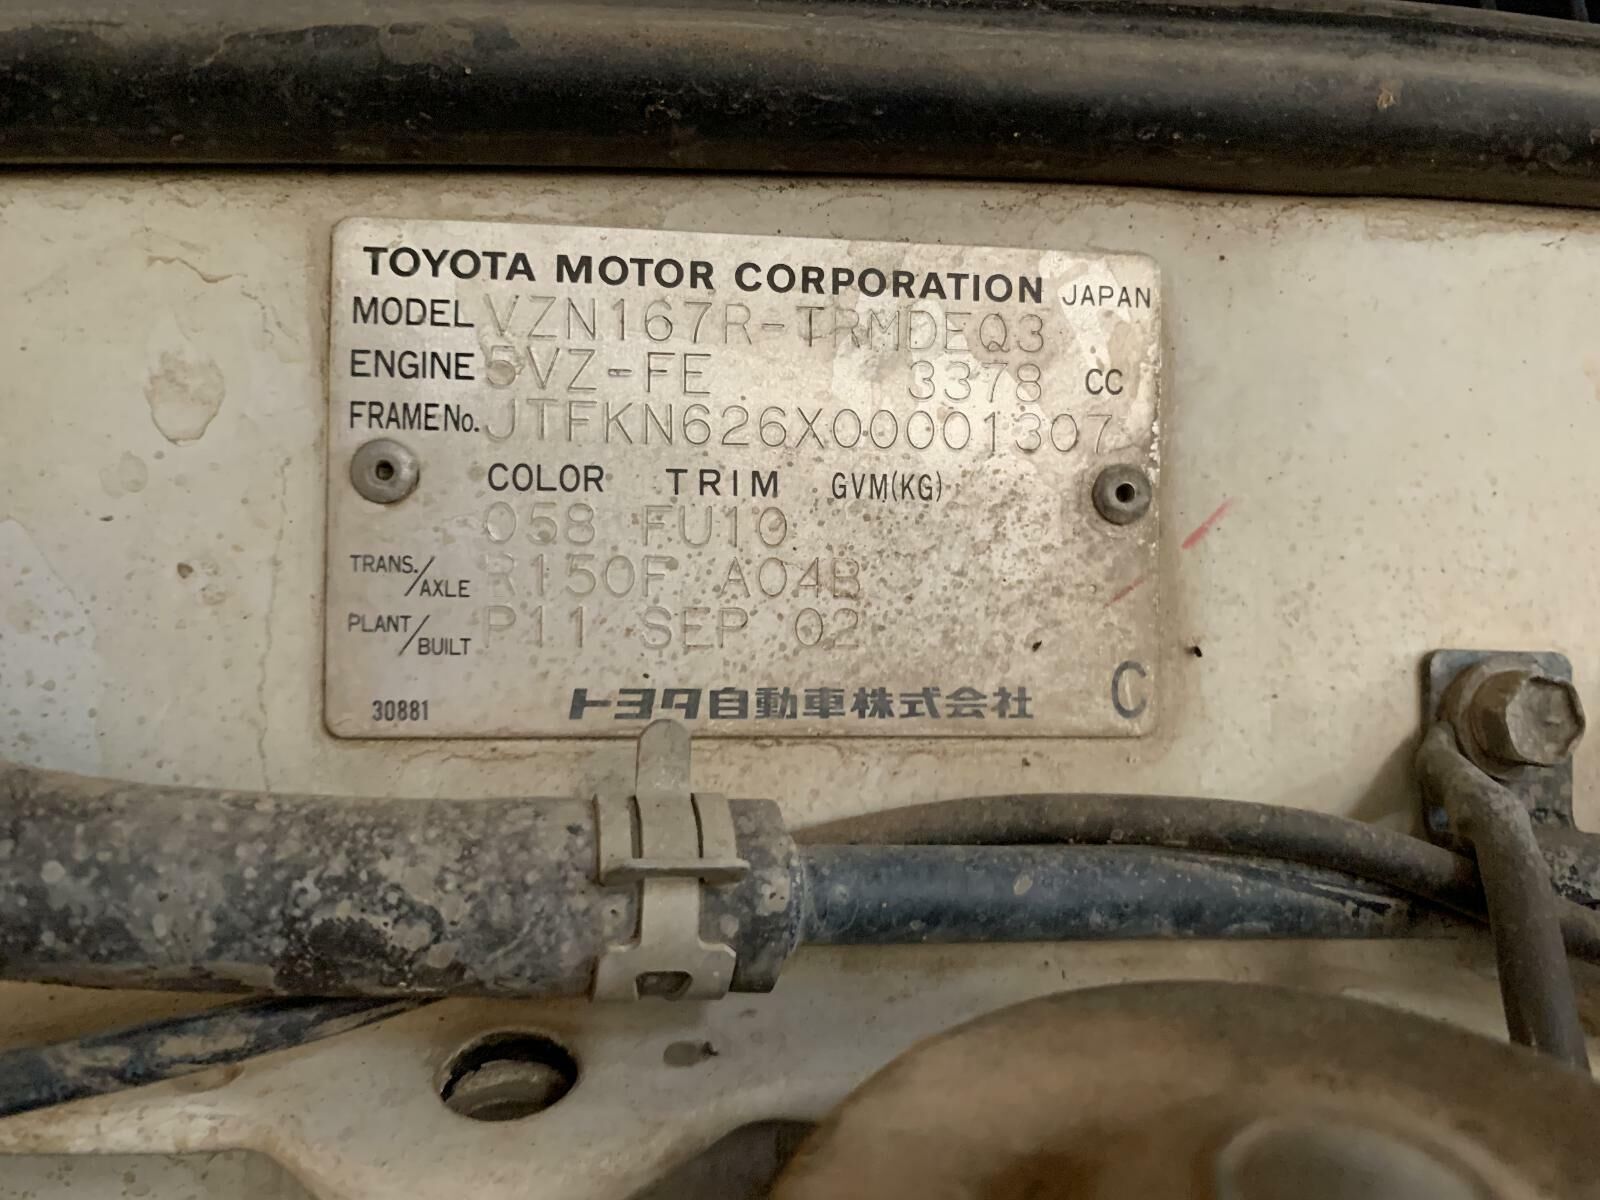 TOYOTA MOTOR CORPORATION JAPAN
MODEL VZN167R-TRMDEQ3
ENGINE 5VZ-FE 3378 CC
FRAME No. JTFKN626X00001307
COLOR TRIM GVM(KG)
058 FU10
TRANS./AXLE R150F A04B
PLANT/BUILT P11 SEP 02
30881 トヨタ自動車株式会社 C